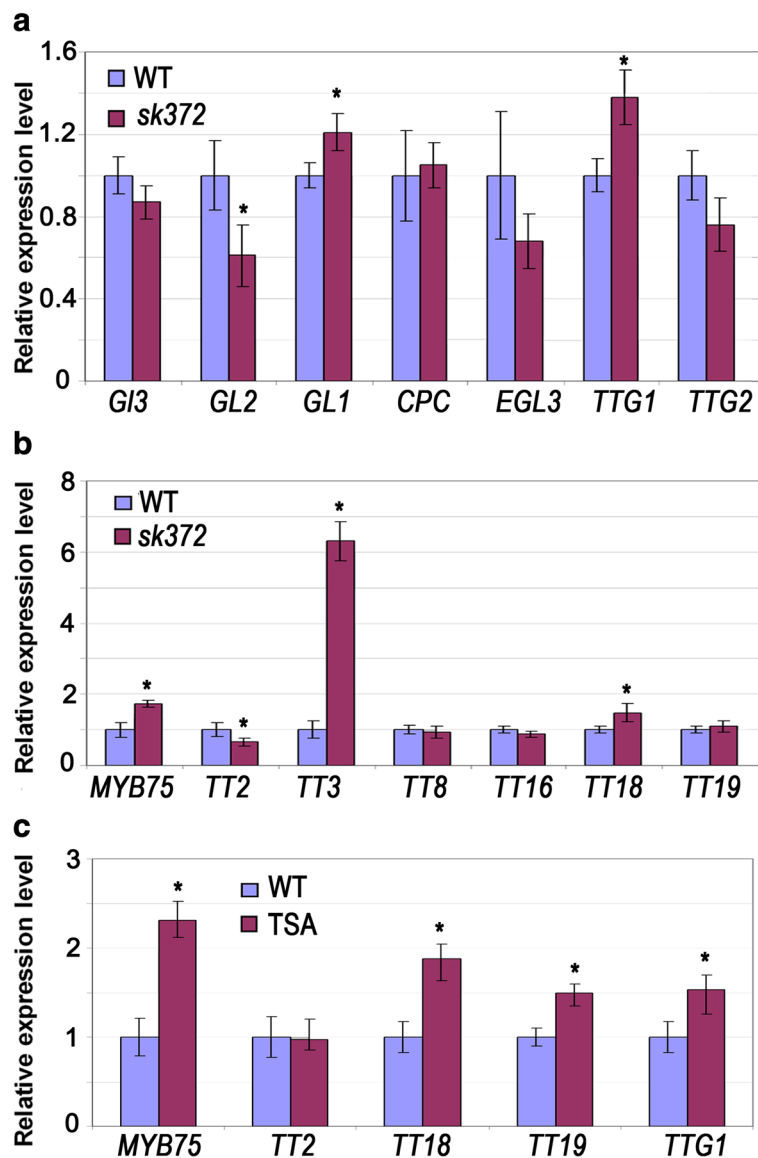 a
Relative expression level
1.6
1.2
0.8
0.4
0
WT
sk372
*
*
*
Gl3 GL2 GL1 CPC EGL3 TTG1 TTG2
b
Relative expression level
8
6
4
2
0
WT
sk372
*
*
*
*
MYB75 TT2 TT3 TT8 TT16 TT18 TT19
c
Relative expression level
3
2
1
0
WT
TSA
*
*
*
*
MYB75 TT2 TT18 TT19 TTG1